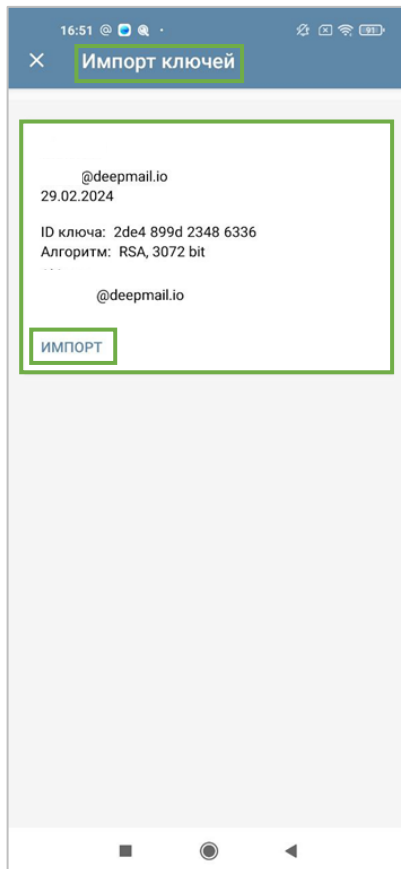 16:51
Импорт ключей
@deepmail.io
29.02.2024
ID ключа: 2de4 899d 2348 6336
Алгоритм: RSA, 3072 bit
@deepmail.io
ИМПОРТ